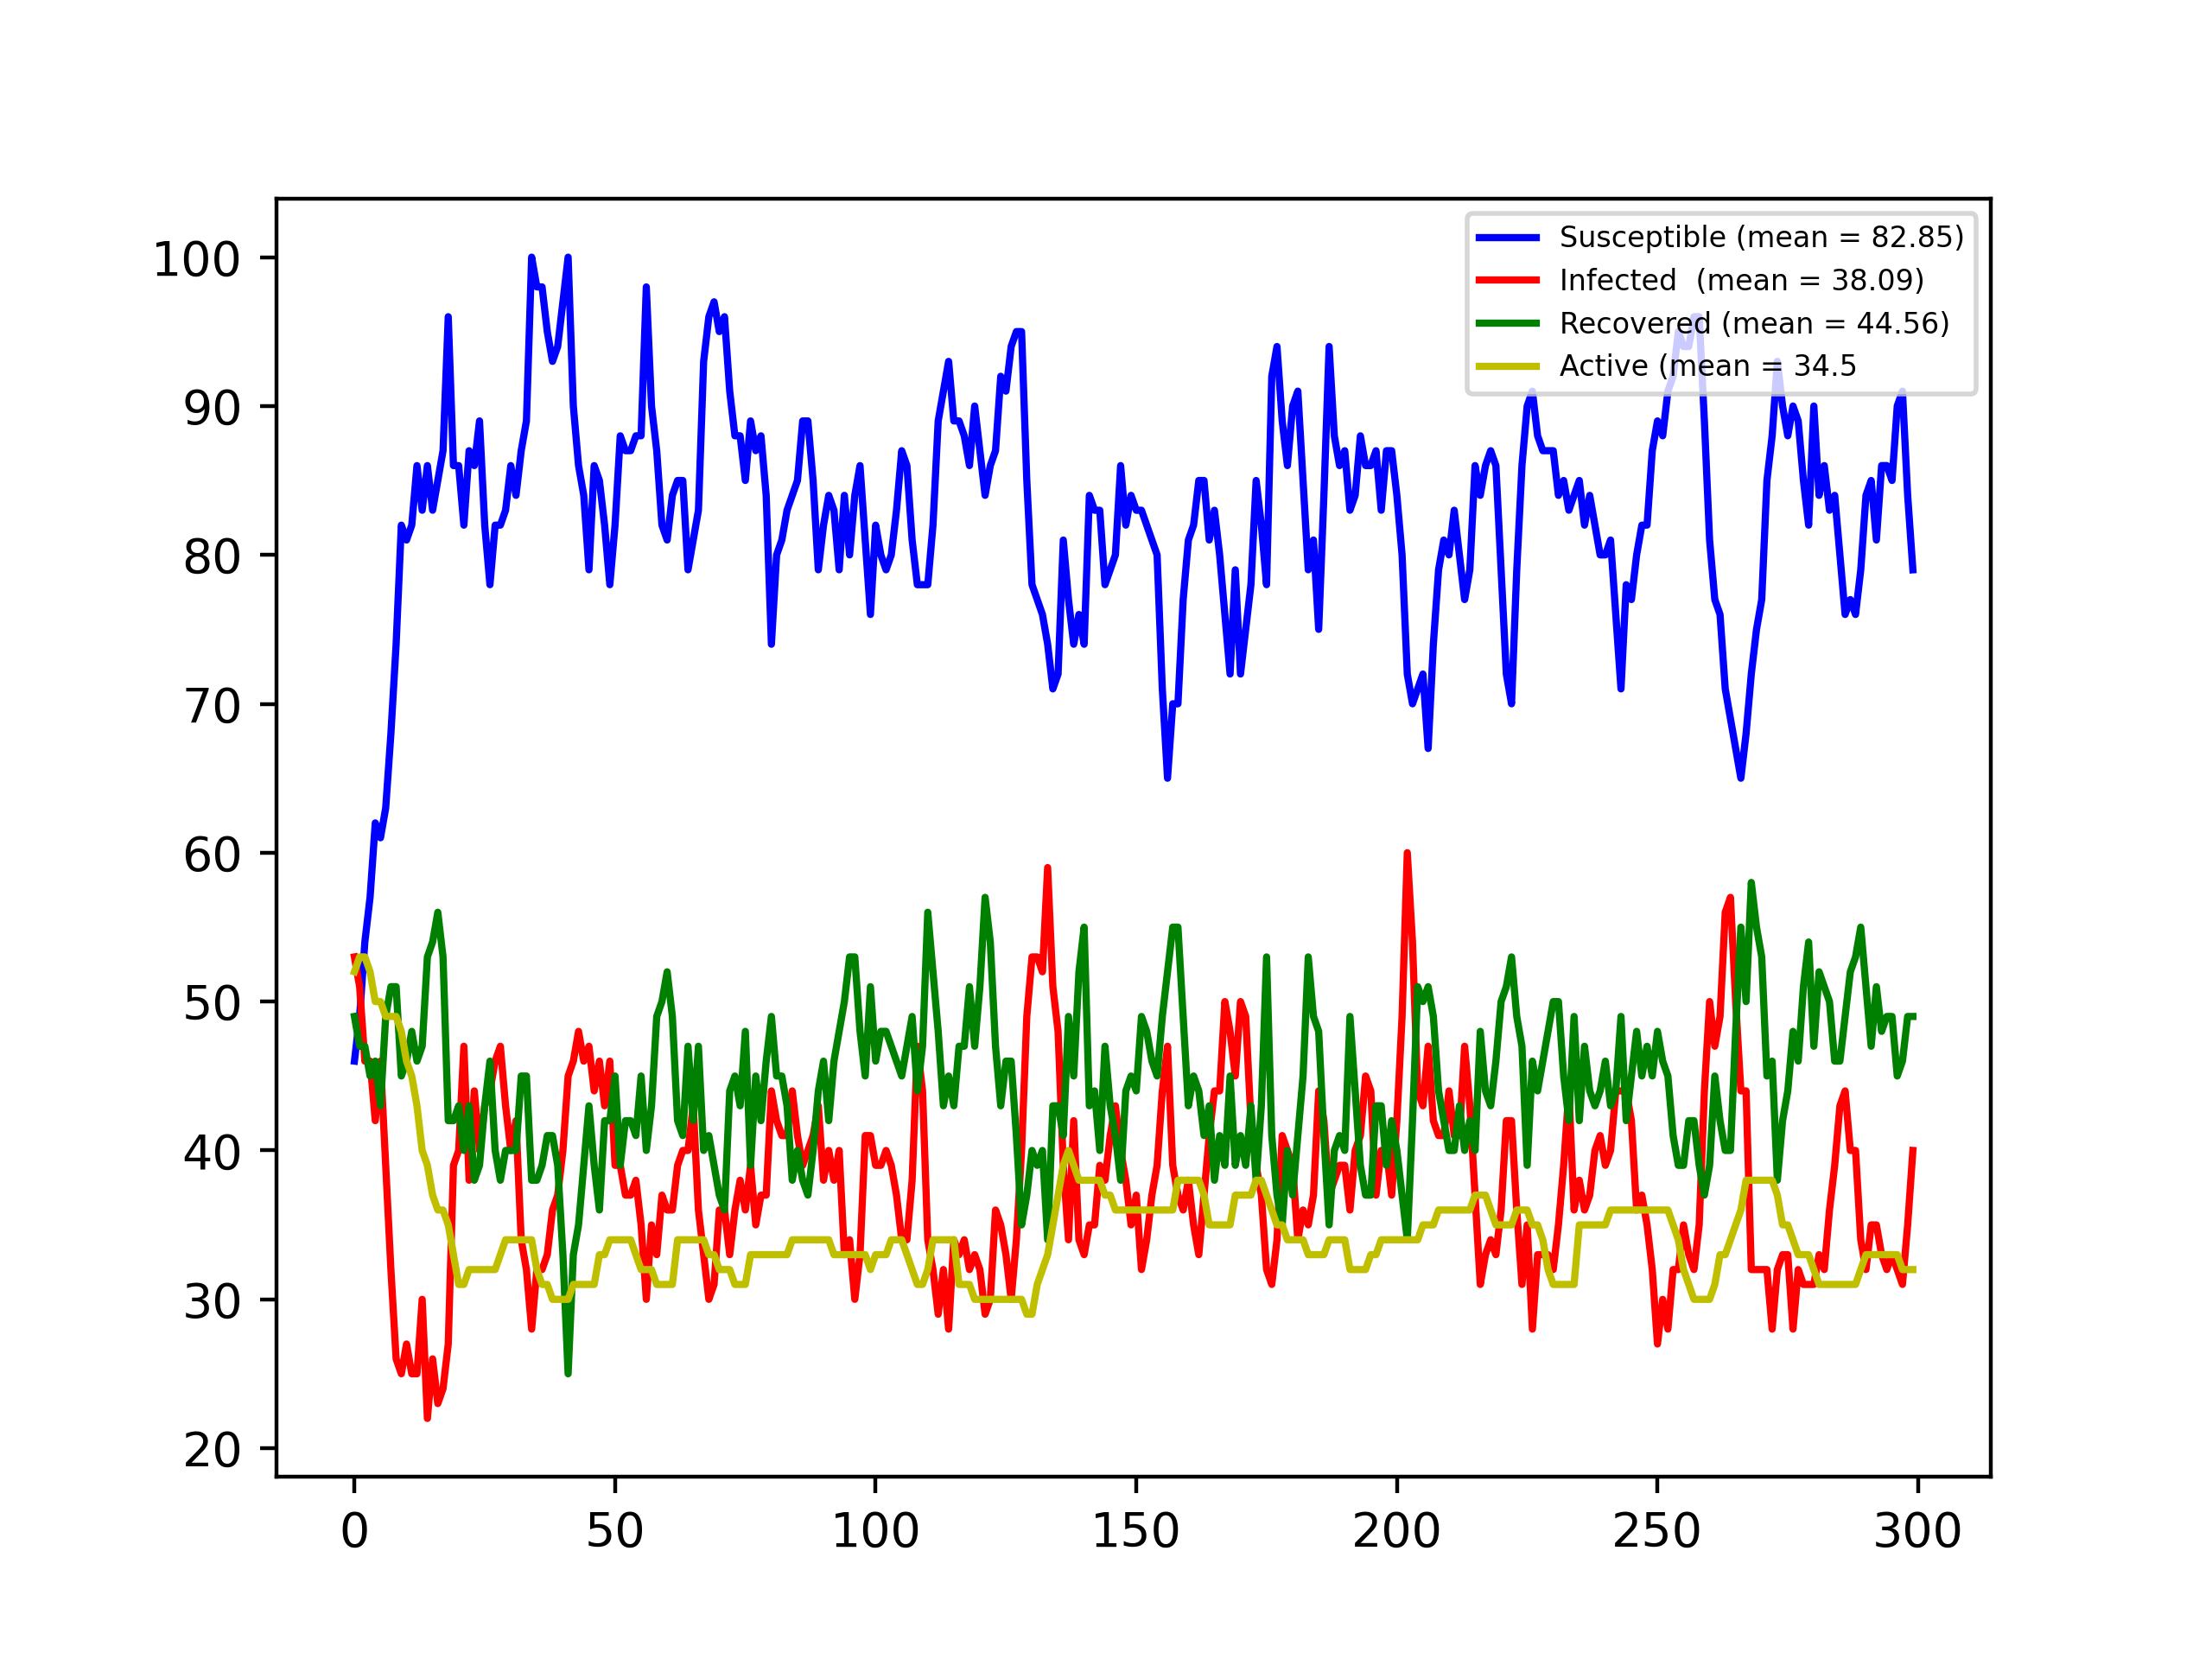 100
90
80
70
60
50
40
30
20
0 50 100 150 200 250 300
Susceptible (mean = 82.85)
Infected  (mean = 38.09)
Recovered (mean = 44.56)
Active (mean = 34.5